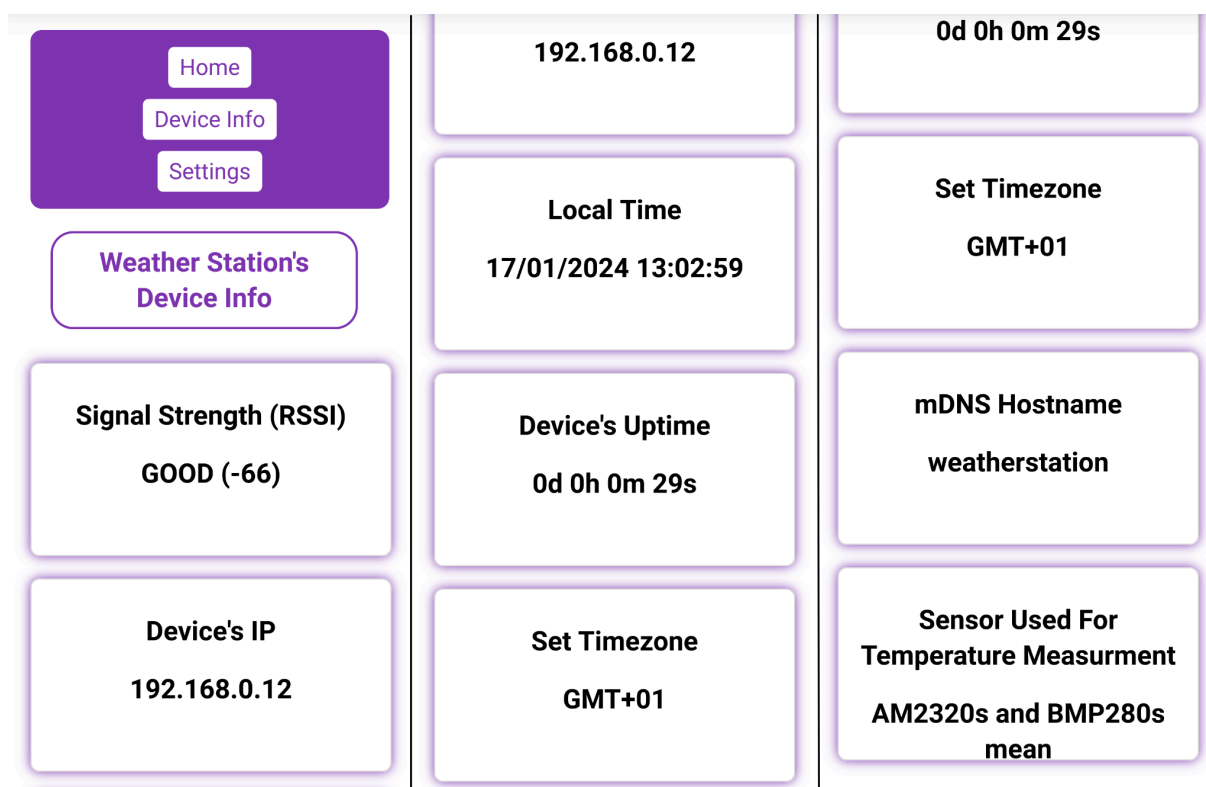 Home
Device Info
Settings
Weather Station's
Device Info
Signal Strength (RSSI)
GOOD (-66)
Device's IP
192.168.0.12
192.168.0.12
Local Time
17/01/2024 13:02:59
Device's Uptime
0d 0h 0m 29s
Set Timezone
GMT+01
0d 0h 0m 29s
Set Timezone
GMT+01
mDNS Hostname
weatherstation
Sensor Used For
Temperature Measurment
AM2320s and BMP280s
mean